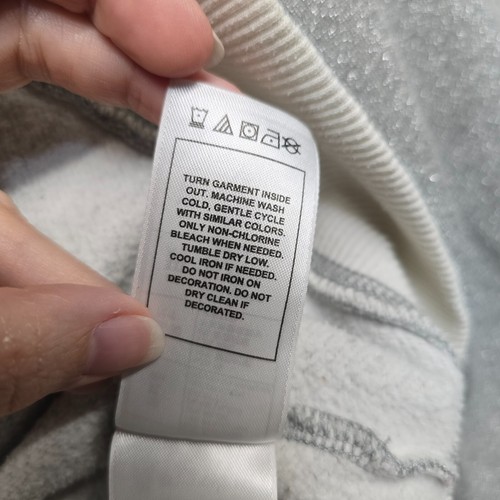 TURN GARMENT INSIDE
OUT. MACHINE WASH
COLD, GENTLE CYCLE
WITH SIMILAR COLORS.
ONLY NON-CHLORINE
BLEACH WHEN NEEDED.
TUMBLE DRY LOW.
COOL IRON IF NEEDED.
DO NOT IRON ON
DECORATION. DO NOT
DRY CLEAN IF
DECORATED.